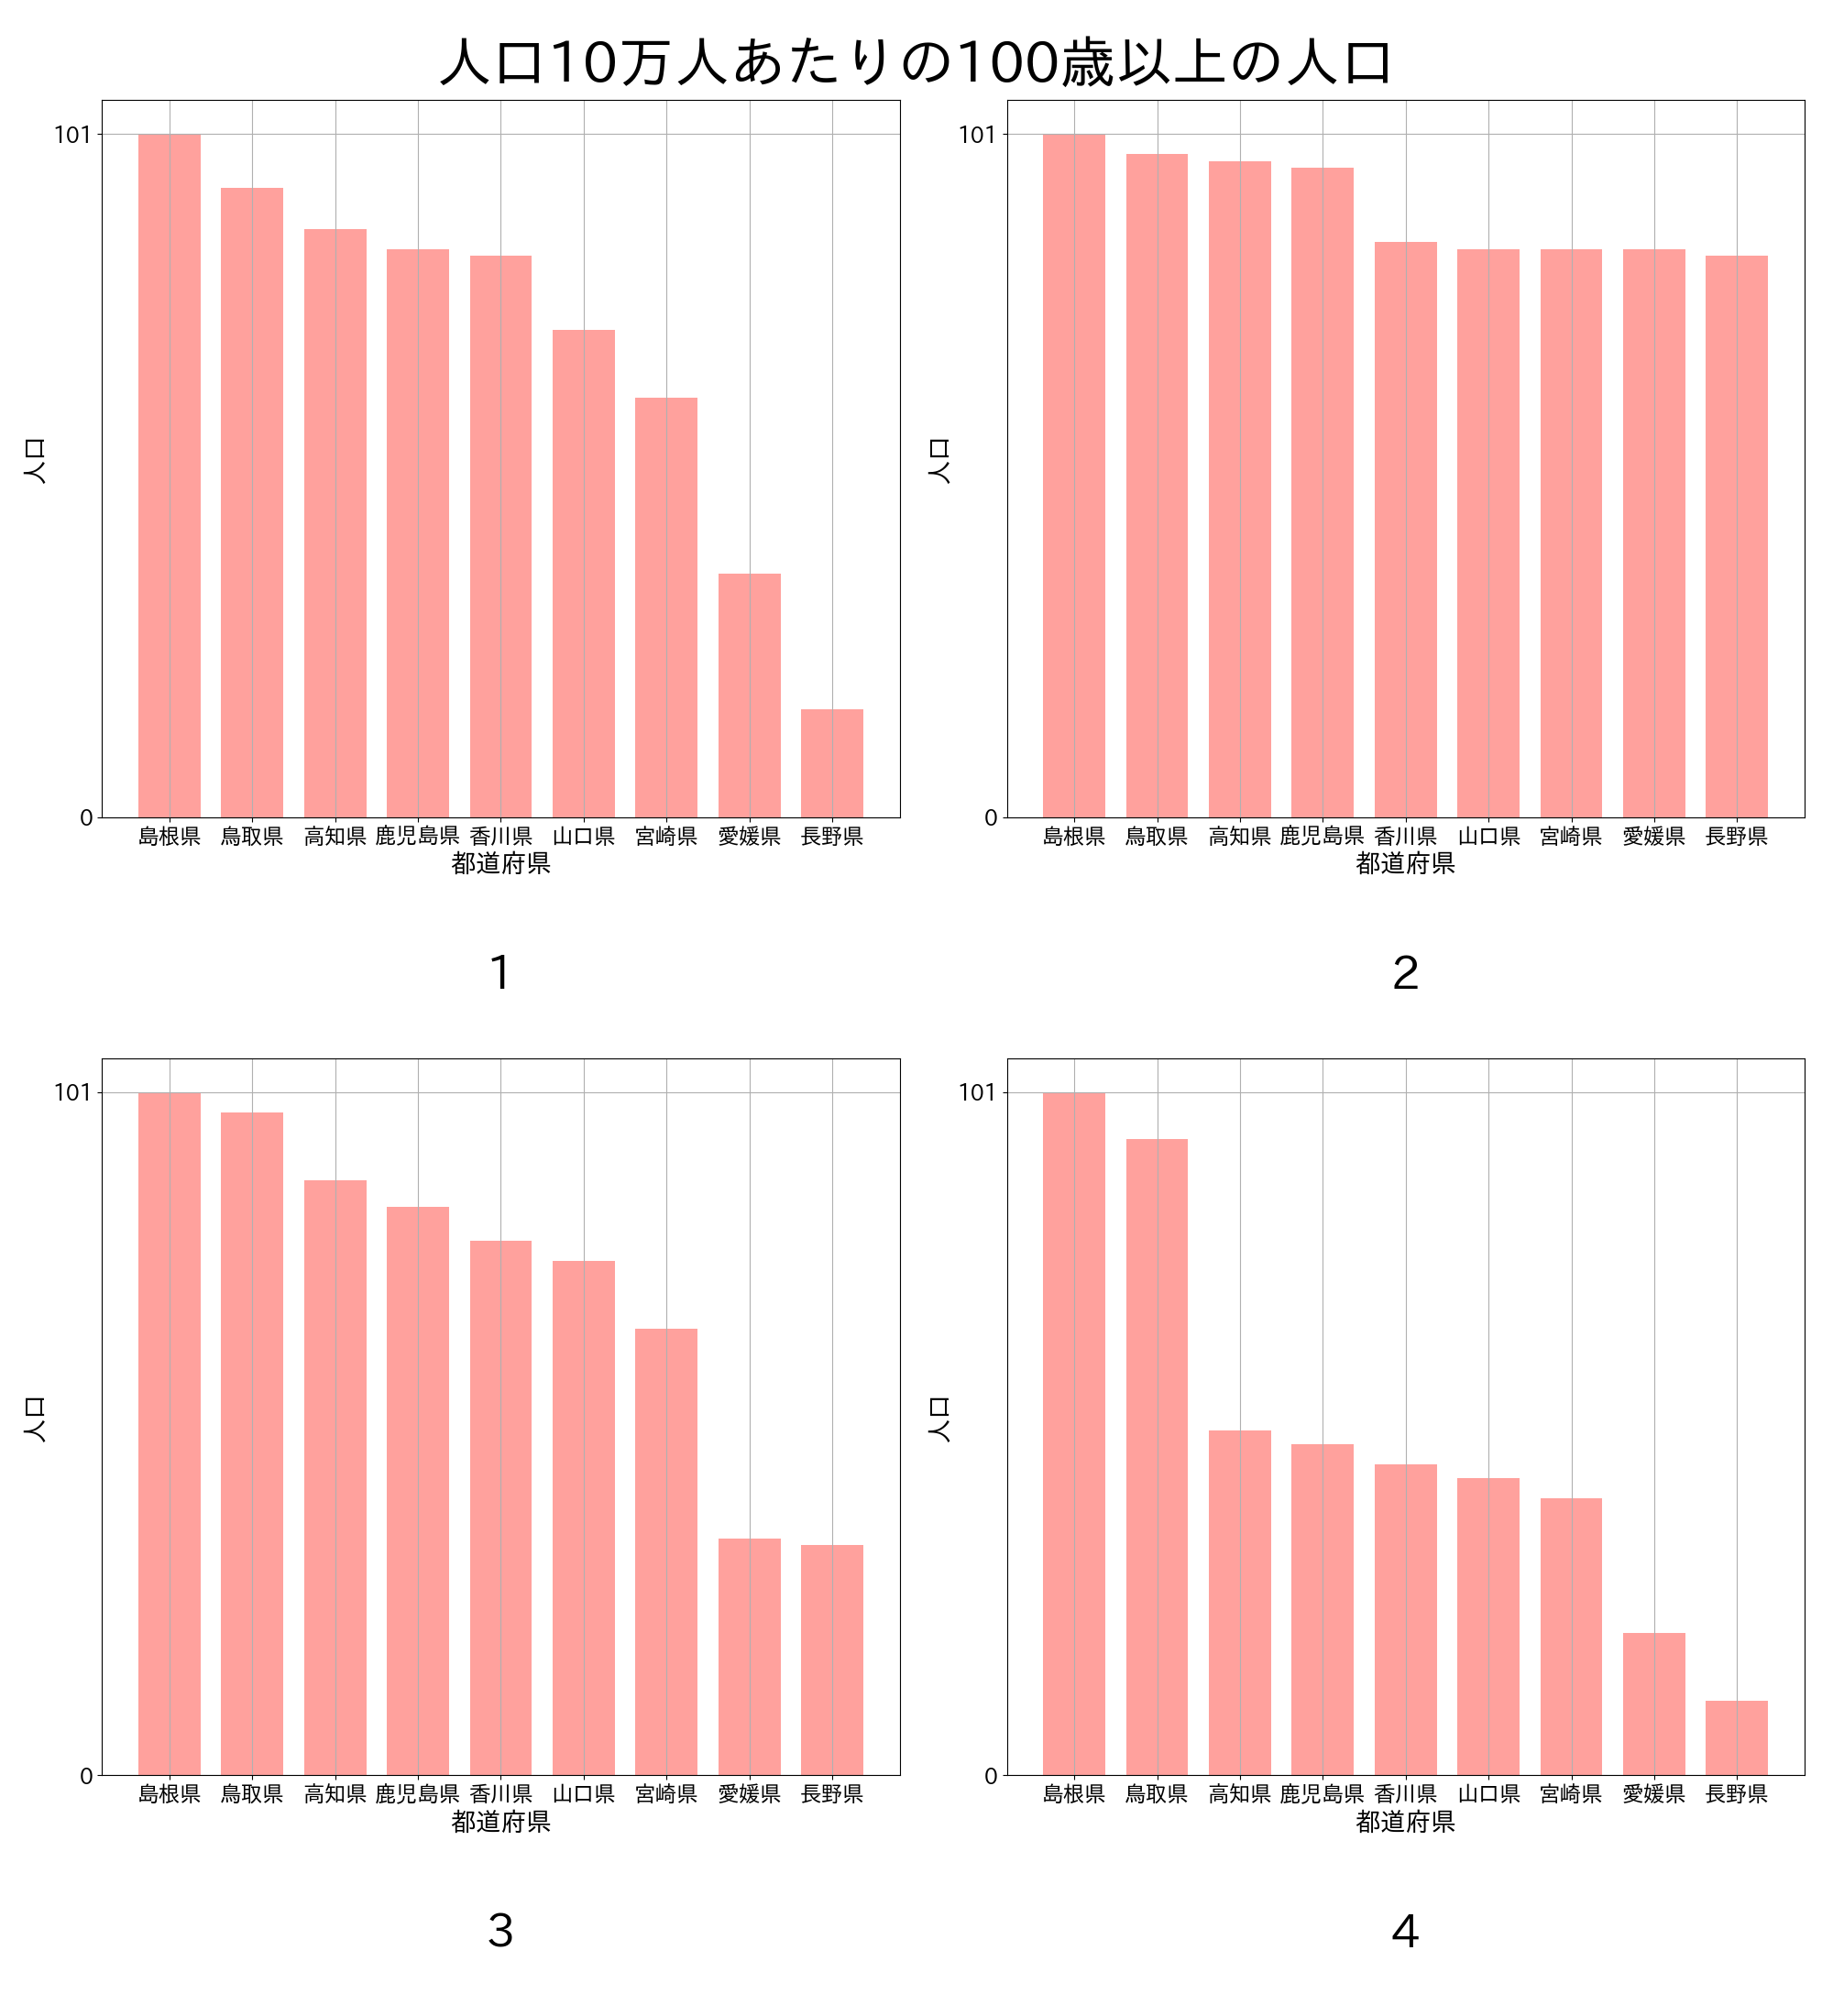 人口10万人あたりの100歳以上の人口
101
0
人口
島根県 鳥取県 高知県 鹿児島県 香川県 山口県 宮崎県 愛媛県 長野県
都道府県
1
101
0
人口
島根県 鳥取県 高知県 鹿児島県 香川県 山口県 宮崎県 愛媛県 長野県
都道府県
2
101
0
人口
島根県 鳥取県 高知県 鹿児島県 香川県 山口県 宮崎県 愛媛県 長野県
都道府県
3
101
0
人口
島根県 鳥取県 高知県 鹿児島県 香川県 山口県 宮崎県 愛媛県 長野県
都道府県
4